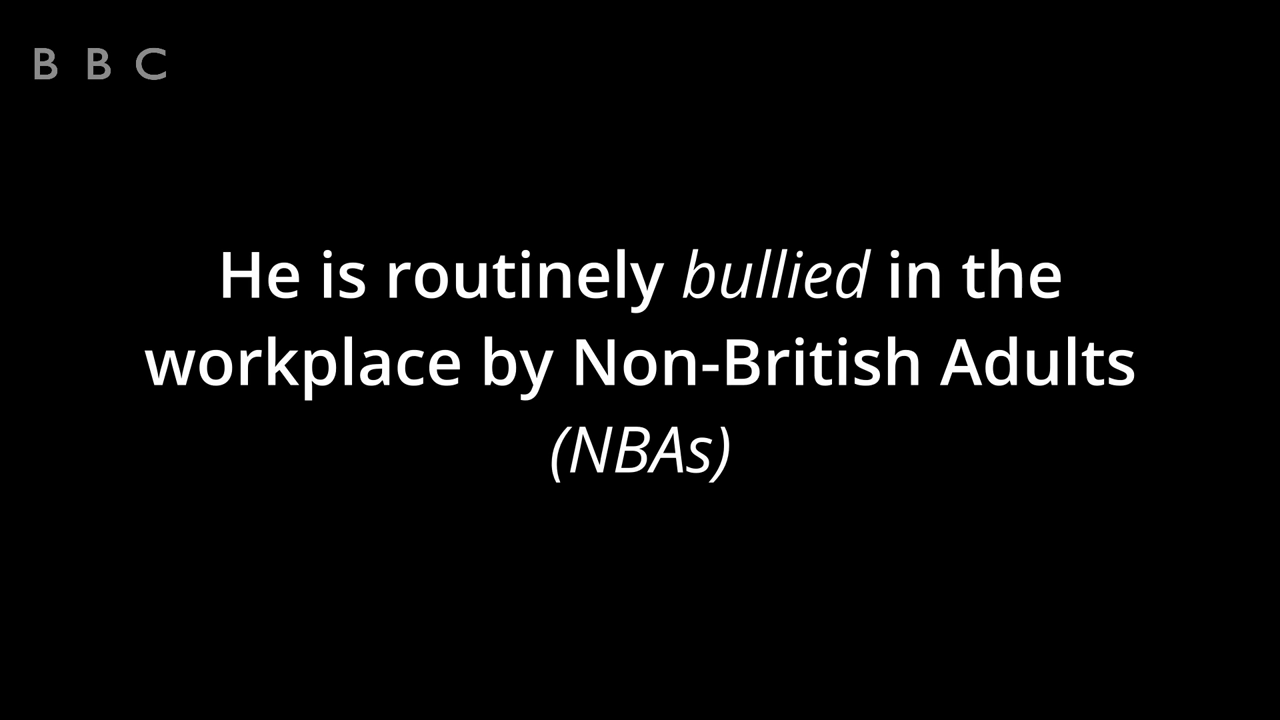 B B C
He is routinely bullied in the
workplace by Non-British Adults
(NBAs)